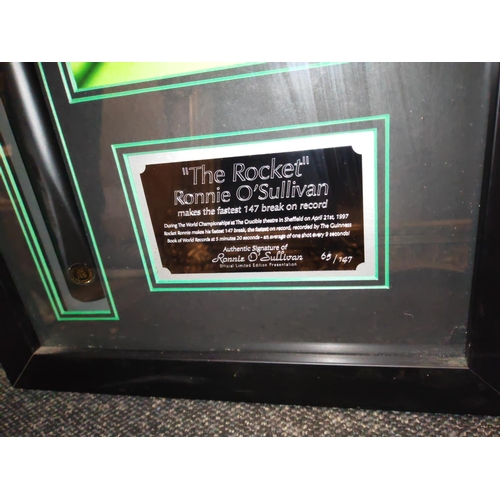 "The Rocket"
Ronnie O'Sullivan
makes the fastest 147 break on record
During The World Championships at The Crucible theatre in Sheffield on April 21st, 1997
Rocket Ronnie makes his fastest 147 break, the fastest on record, recorded by The Guinness
Book of World Records at 5 minutes 20 seconds - an average of one shot every 9 seconds!
Authentic Signature of
Ronnie O'Sullivan
Official Limited Edition Presentation
65/147